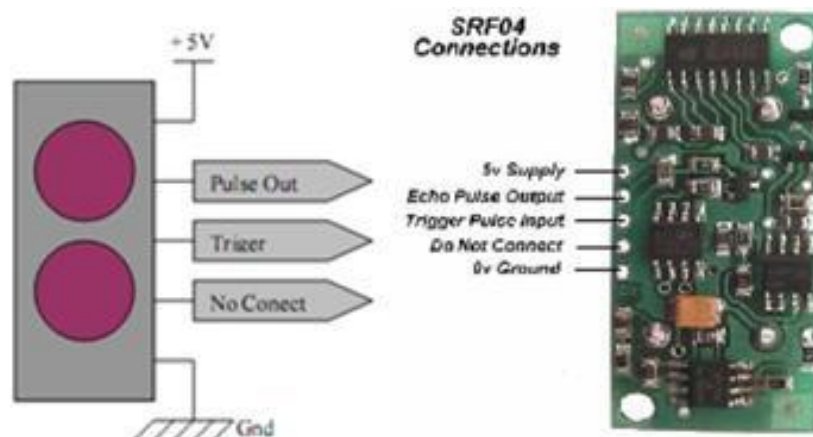 + 5V
Pulse Out
Triger
No Conect
Gnd
SRF04
Connections
5v Supply
Echo Pulse Output
Trigger Pulse Input
Do Not Connect
0v Ground